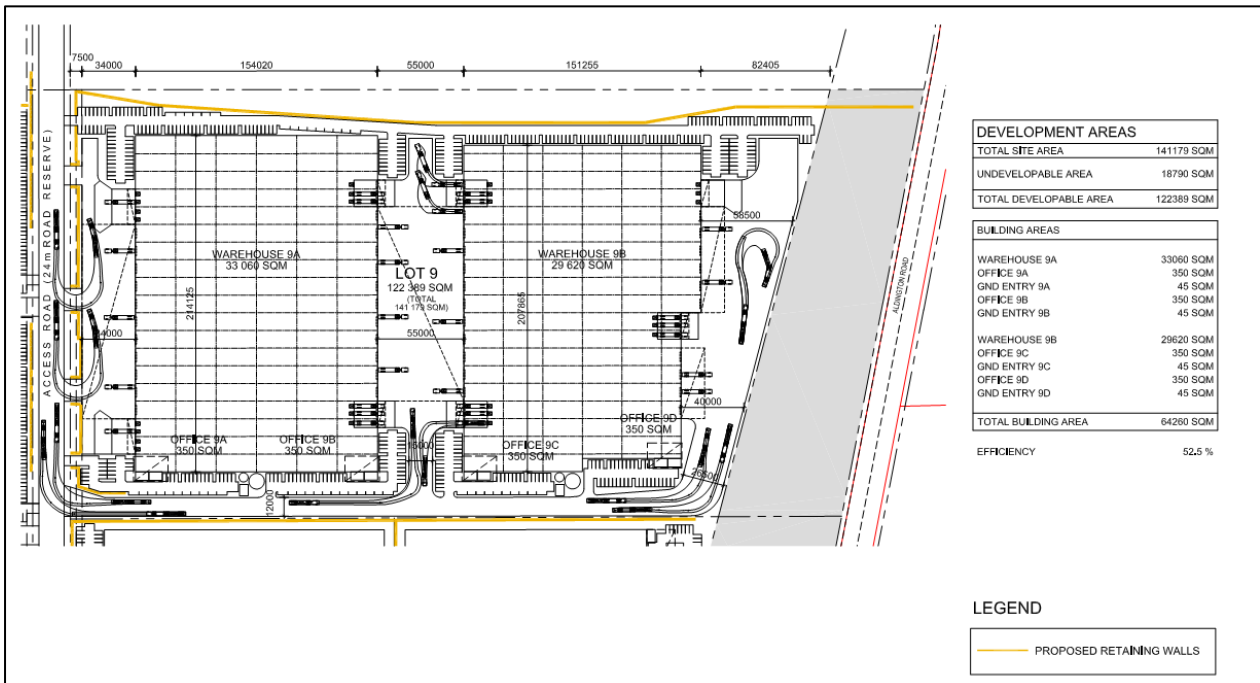 7500
34000
154020
55000
151255
82405
ACCESS ROAD (24m ROAD RESERVE)
WAREHOUSE 9A
33 060 SQM
214125
LOT 9
122 389 SQM
(TOTAL
141 179 SQM)
55000
WAREHOUSE 9B
29 620 SQM
207865
58500
ALDINGTON ROAD
40000
OFFICE 9A
350 SQM
OFFICE 9B
350 SQM
15000
OFFICE 9C
350 SQM
OFFICE 9D
350 SQM
26500
12000
DEVELOPMENT AREAS
TOTAL SITE AREA 141179 SQM
UNDEVELOPABLE AREA 18790 SQM
TOTAL DEVELOPABLE AREA 122389 SQM
BUILDING AREAS
WAREHOUSE 9A 33060 SQM
OFFICE 9A 350 SQM
GND ENTRY 9A 45 SQM
OFFICE 9B 350 SQM
GND ENTRY 9B 45 SQM
WAREHOUSE 9B 29620 SQM
OFFICE 9C 350 SQM
GND ENTRY 9C 45 SQM
OFFICE 9D 350 SQM
GND ENTRY 9D 45 SQM
TOTAL BUILDING AREA 64260 SQM
EFFICIENCY 52.5 %
LEGEND
PROPOSED RETAINING WALLS